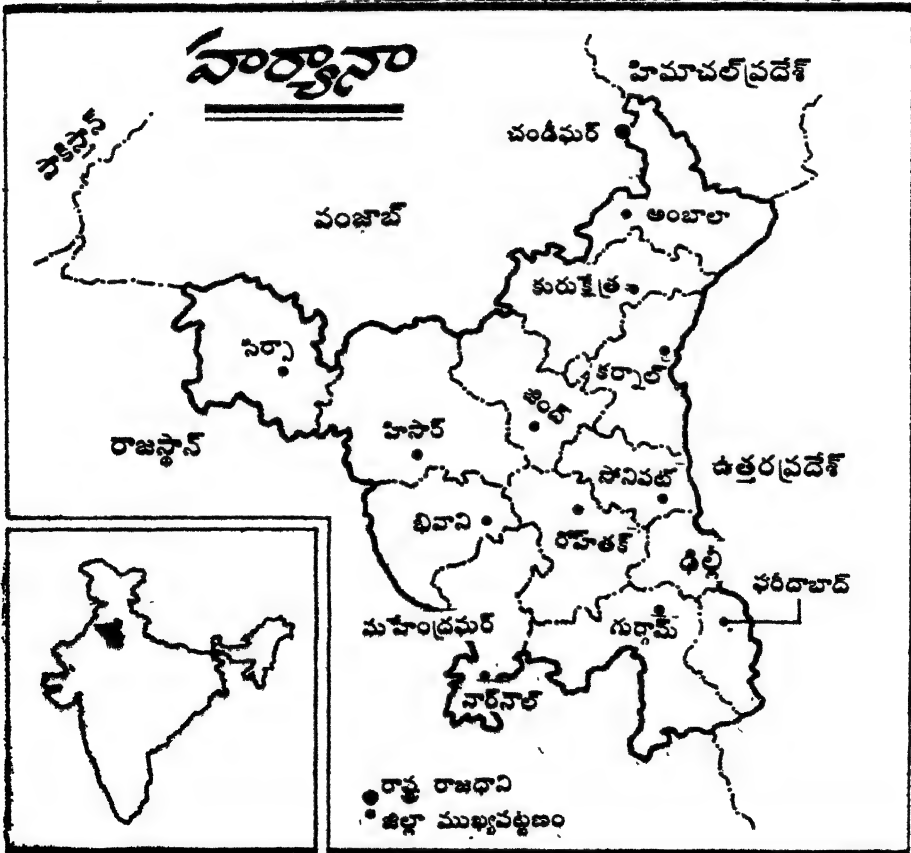 హర్యానా
హిమాచల్‌ప్రదేశ్
పాకిస్తాన్
చండీఘర్
పంజాబ్
అంబాలా
కురుక్షేత్ర
సిర్సా
కర్నాల్
జింద్
హిసార్
రాజస్థాన్
ఉత్తరప్రదేశ్
సోనిపట్
భివాని
రోహతక్
ఢిల్లీ
ఫరీదాబాద్
మహేంద్రఘర్
గుర్గామ్
నార్‌నాల్
రాష్ట్ర రాజధాని
జిల్లా ముఖ్యపట్టణం